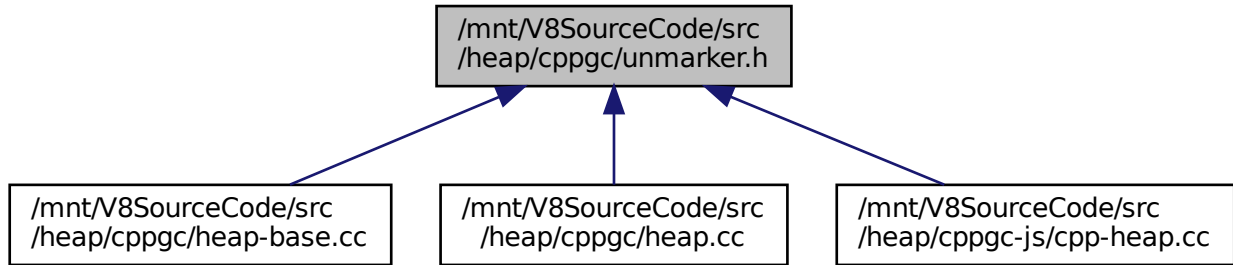 /mnt/V8SourceCode/src
/heap/cppgc/unmarker.h
/mnt/V8SourceCode/src
/heap/cppgc/heap-base.cc
/mnt/V8SourceCode/src
/heap/cppgc/heap.cc
/mnt/V8SourceCode/src
/heap/cppgc-js/cpp-heap.cc